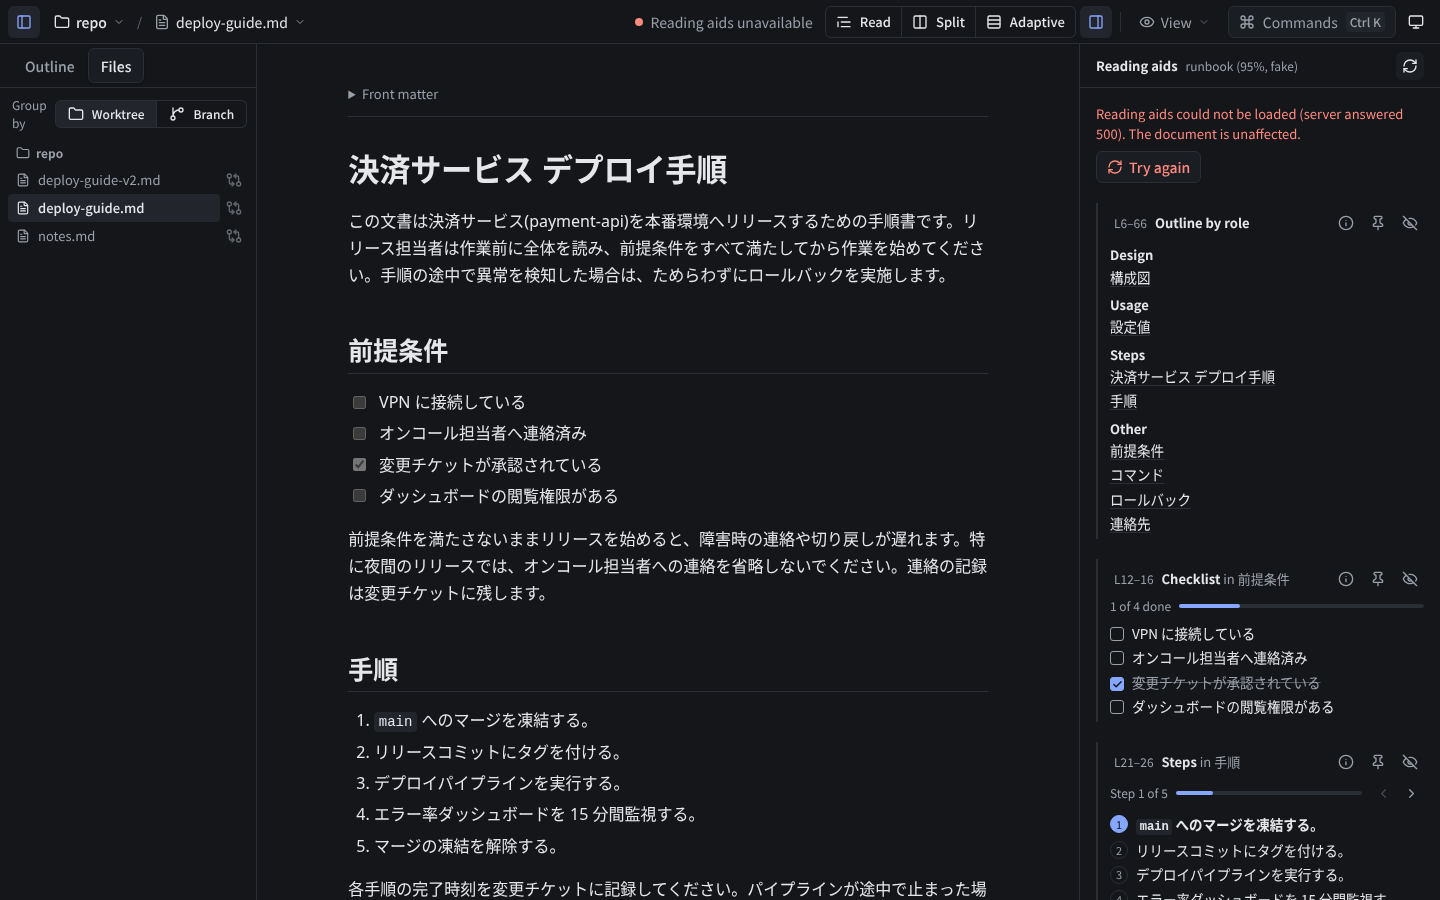 repo / deploy-guide.md
Reading aids unavailable
Read
Split
Adaptive
View
Commands Ctrl K
Outline
Files
Group by
Worktree
Branch
repo
deploy-guide-v2.md
deploy-guide.md
notes.md
Front matter
決済サービス デプロイ手順
この文書は決済サービス(payment-api)を本番環境へリリースするための手順書です。リ
リース担当者は作業前に全体を読み、前提条件をすべて満たしてから作業を始めてくださ
い。手順の途中で異常を検知した場合は、ためらわずにロールバックを実施します。
前提条件
VPN に接続している
オンコール担当者へ連絡済み
変更チケットが承認されている
ダッシュボードの閲覧権限がある
前提条件を満たさないままリリースを始めると、障害時の連絡や切り戻しが遅れます。特
に夜間のリリースでは、オンコール担当者への連絡を省略しないでください。連絡の記録
は変更チケットに残します。
手順
1. main へのマージを凍結する。
2. リリースコミットにタグを付ける。
3. デプロイパイプラインを実行する。
4. エラー率ダッシュボードを 15 分間監視する。
5. マージの凍結を解除する。
各手順の完了時刻を変更チケットに記録してください。パイプラインが途中で止まった場
Reading aids runbook (95%, fake)
Reading aids could not be loaded (server answered
500). The document is unaffected.
Try again
L6–66 Outline by role
Design
構成図
Usage
設定値
Steps
決済サービス デプロイ手順
手順
Other
前提条件
コマンド
ロールバック
連絡先
L12–16 Checklist in 前提条件
1 of 4 done
VPN に接続している
オンコール担当者へ連絡済み
変更チケットが承認されている
ダッシュボードの閲覧権限がある
L21–26 Steps in 手順
Step 1 of 5
1 main へのマージを凍結する。
2 リリースコミットにタグを付ける。
3 デプロイパイプラインを実行する。
4 エラー率ダッシュボードを 15 分間監視す